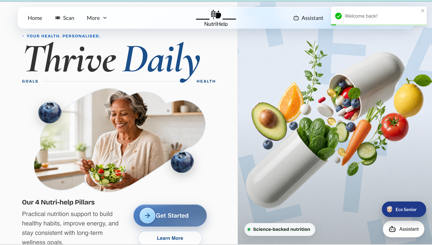 Home
Scan
More
NutriHelp
Assistant
Welcome back!
YOUR HEALTH. PERSONALISED.
Thrive Daily
GOALS
HEALTH
Our 4 Nutri-help Pillars
Practical nutrition support to build
healthy habits, improve energy, and
stay consistent with long-term
wellness goals.
Get Started
Learn More
Science-backed nutrition
Eco Senior
Assistant